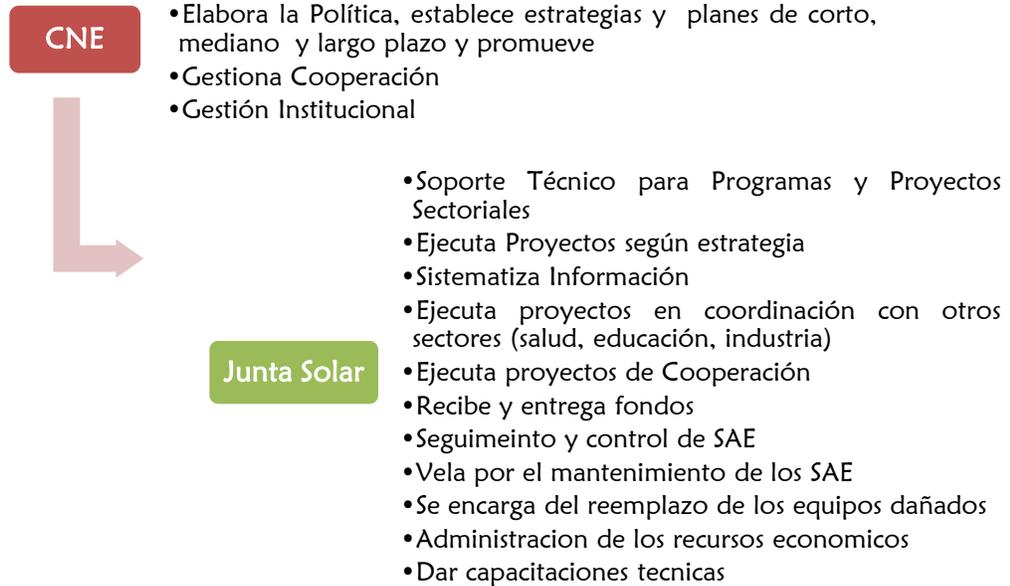 CNE
•Elabora la Política, establece estrategias y planes de corto,
mediano y largo plazo y promueve
•Gestiona Cooperación
•Gestión Institucional
Junta Solar
•Soporte Técnico para Programas y Proyectos
Sectoriales
•Ejecuta Proyectos según estrategia
•Sistematiza Información
•Ejecuta proyectos en coordinación con otros
sectores (salud, educación, industria)
•Ejecuta proyectos de Cooperación
•Recibe y entrega fondos
•Seguimeinto y control de SAE
•Vela por el mantenimiento de los SAE
•Se encarga del reemplazo de los equipos dañados
•Administracion de los recursos economicos
•Dar capacitaciones tecnicas